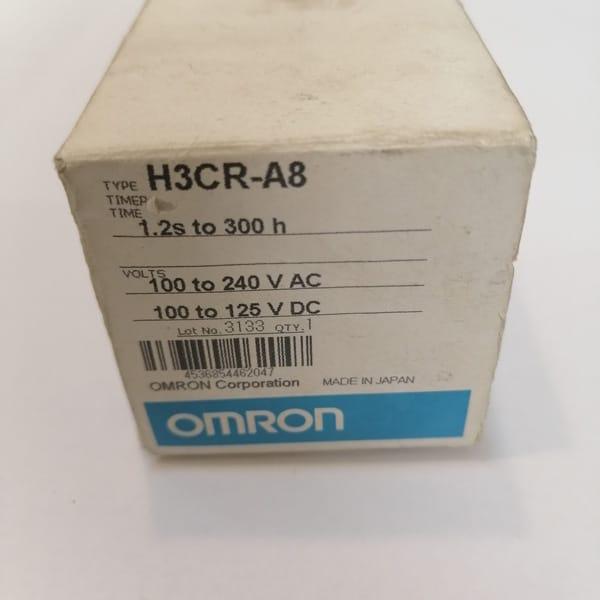 TYPE H3CR-A8
TIMER
TIME
1.2s to 300 h
VOLTS
100 to 240 V AC
100 to 125 V DC
Lot No. 3133 QTY. 1
4536854462047
OMRON Corporation MADE IN JAPAN
OMRON